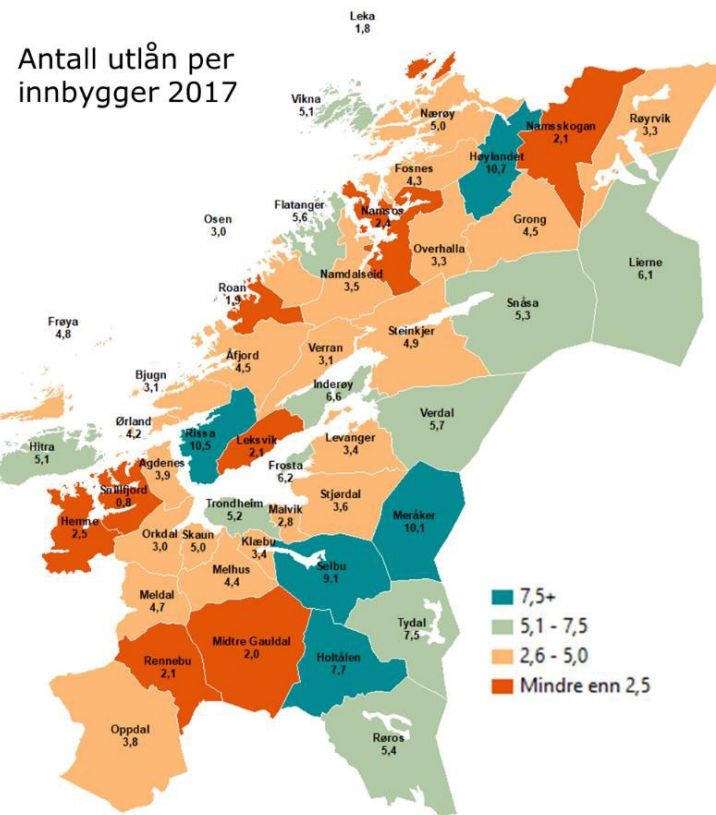 Antall utlån per
innbygger 2017
Leka
1,8
Vikna
5,1
Nærøy
5,0
Namsskogan
2,1
Røyrvik
3,3
Høylandet
10,7
Fosnes
4,3
Flatanger
5,6
Namsos
2,4
Osen
3,0
Grong
4,5
Overhalla
3,3
Lierne
6,1
Namdalseid
3,5
Roan
1,9
Snåsa
5,3
Frøya
4,8
Steinkjer
4,9
Verran
3,1
Åfjord
4,5
Bjugn
3,1
Inderøy
6,6
Verdal
5,7
Ørland
4,2
Rissa
10,5
Leksvik
2,1
Levanger
3,4
Hitra
5,1
Agdenes
3,9
Frosta
6,2
Snillfjord
0,8
Stjørdal
3,6
Trondheim
5,2
Malvik
2,8
Meråker
10,1
Hemne
2,5
Orkdal
3,0
Skaun
5,0
Klæbu
3,4
Selbu
9,1
Melhus
4,4
Meldal
4,7
Tydal
7,5
Midtre Gauldal
2,0
Holtålen
7,7
Rennebu
2,1
Oppdal
3,8
Røros
5,4
7,5+
5,1 - 7,5
2,6 - 5,0
Mindre enn 2,5